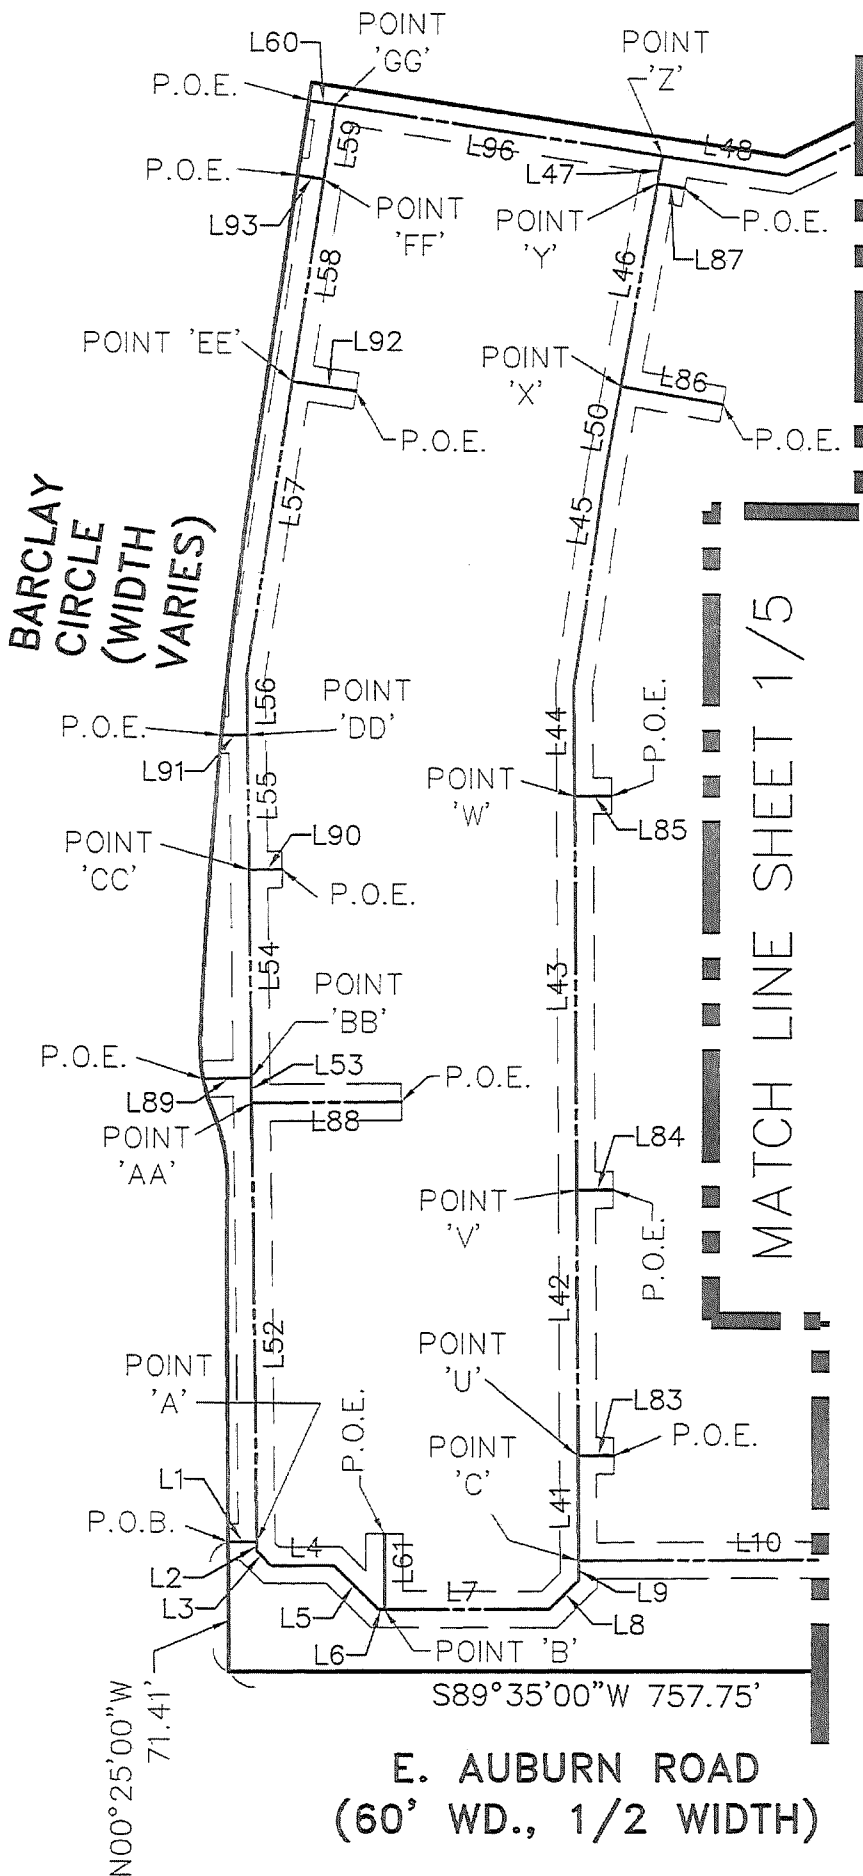 POINT
'GG'
L60
POINT
'Z'
P.O.E.
L59
L96
L48
P.O.E.
L47
L93
POINT
'FF'
POINT
'Y'
P.O.E.
L87
L58
L46
POINT 'EE'
L92
POINT
'X'
L86
P.O.E.
P.O.E.
L50
L57
L45
BARCLAY
CIRCLE
(WIDTH
VARIES)
L56
POINT
'DD'
P.O.E.
L91
L44
P.O.E.
L55
POINT
'W'
L85
POINT
'CC'
L90
P.O.E.
L54
L43
MATCH LINE SHEET 1/5
POINT
'BB'
P.O.E.
L53
P.O.E.
L89
L88
POINT
'AA'
L84
POINT
'V'
P.O.E.
L42
L52
POINT
'A'
POINT
'U'
L83
P.O.E.
P.O.E.
POINT
'C'
L1
P.O.B.
L41
L4
L61
L10
L2
L3
L5
L7
L9
L8
L6
POINT 'B'
S89°35'00"W 757.75'
N00°25'00"W
71.41'
E. AUBURN ROAD
(60' WD., 1/2 WIDTH)